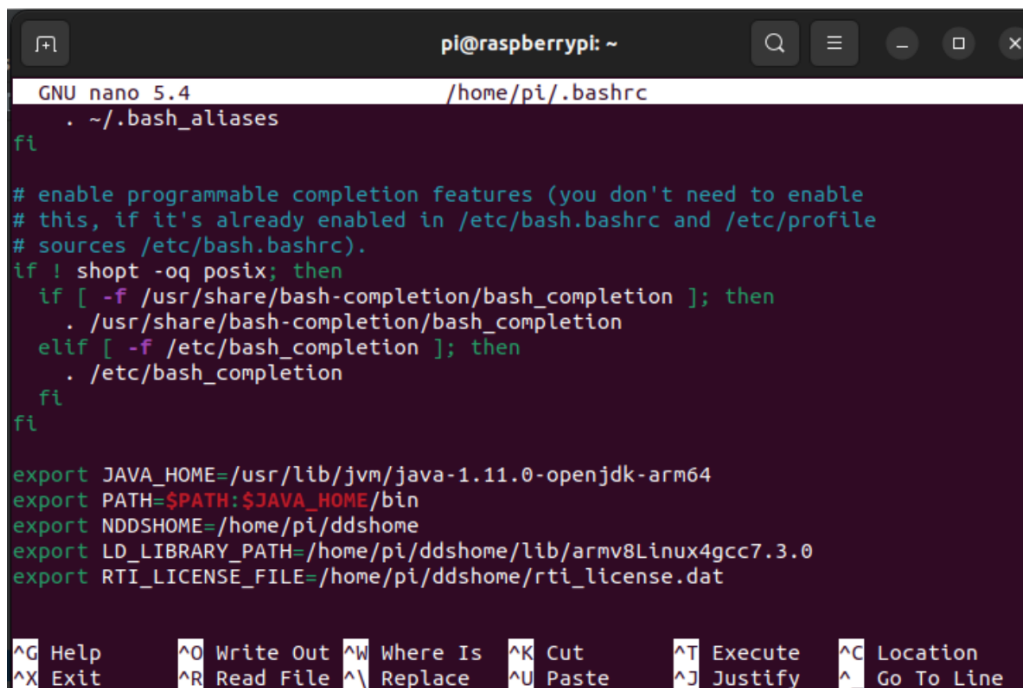 pi@raspberrypi: ~
GNU nano 5.4 /home/pi/.bashrc
    . ~/.bash_aliases
fi

# enable programmable completion features (you don't need to enable
# this, if it's already enabled in /etc/bash.bashrc and /etc/profile
# sources /etc/bash.bashrc).
if ! shopt -oq posix; then
  if [ -f /usr/share/bash-completion/bash_completion ]; then
    . /usr/share/bash-completion/bash_completion
  elif [ -f /etc/bash_completion ]; then
    . /etc/bash_completion
  fi
fi

export JAVA_HOME=/usr/lib/jvm/java-1.11.0-openjdk-arm64
export PATH=$PATH:$JAVA_HOME/bin
export NDDSHOME=/home/pi/ddshome
export LD_LIBRARY_PATH=/home/pi/ddshome/lib/armv8Linux4gcc7.3.0
export RTI_LICENSE_FILE=/home/pi/ddshome/rti_license.dat

^G Help ^O Write Out ^W Where Is ^K Cut ^T Execute ^C Location
^X Exit ^R Read File ^\ Replace ^U Paste ^J Justify ^_ Go To Line